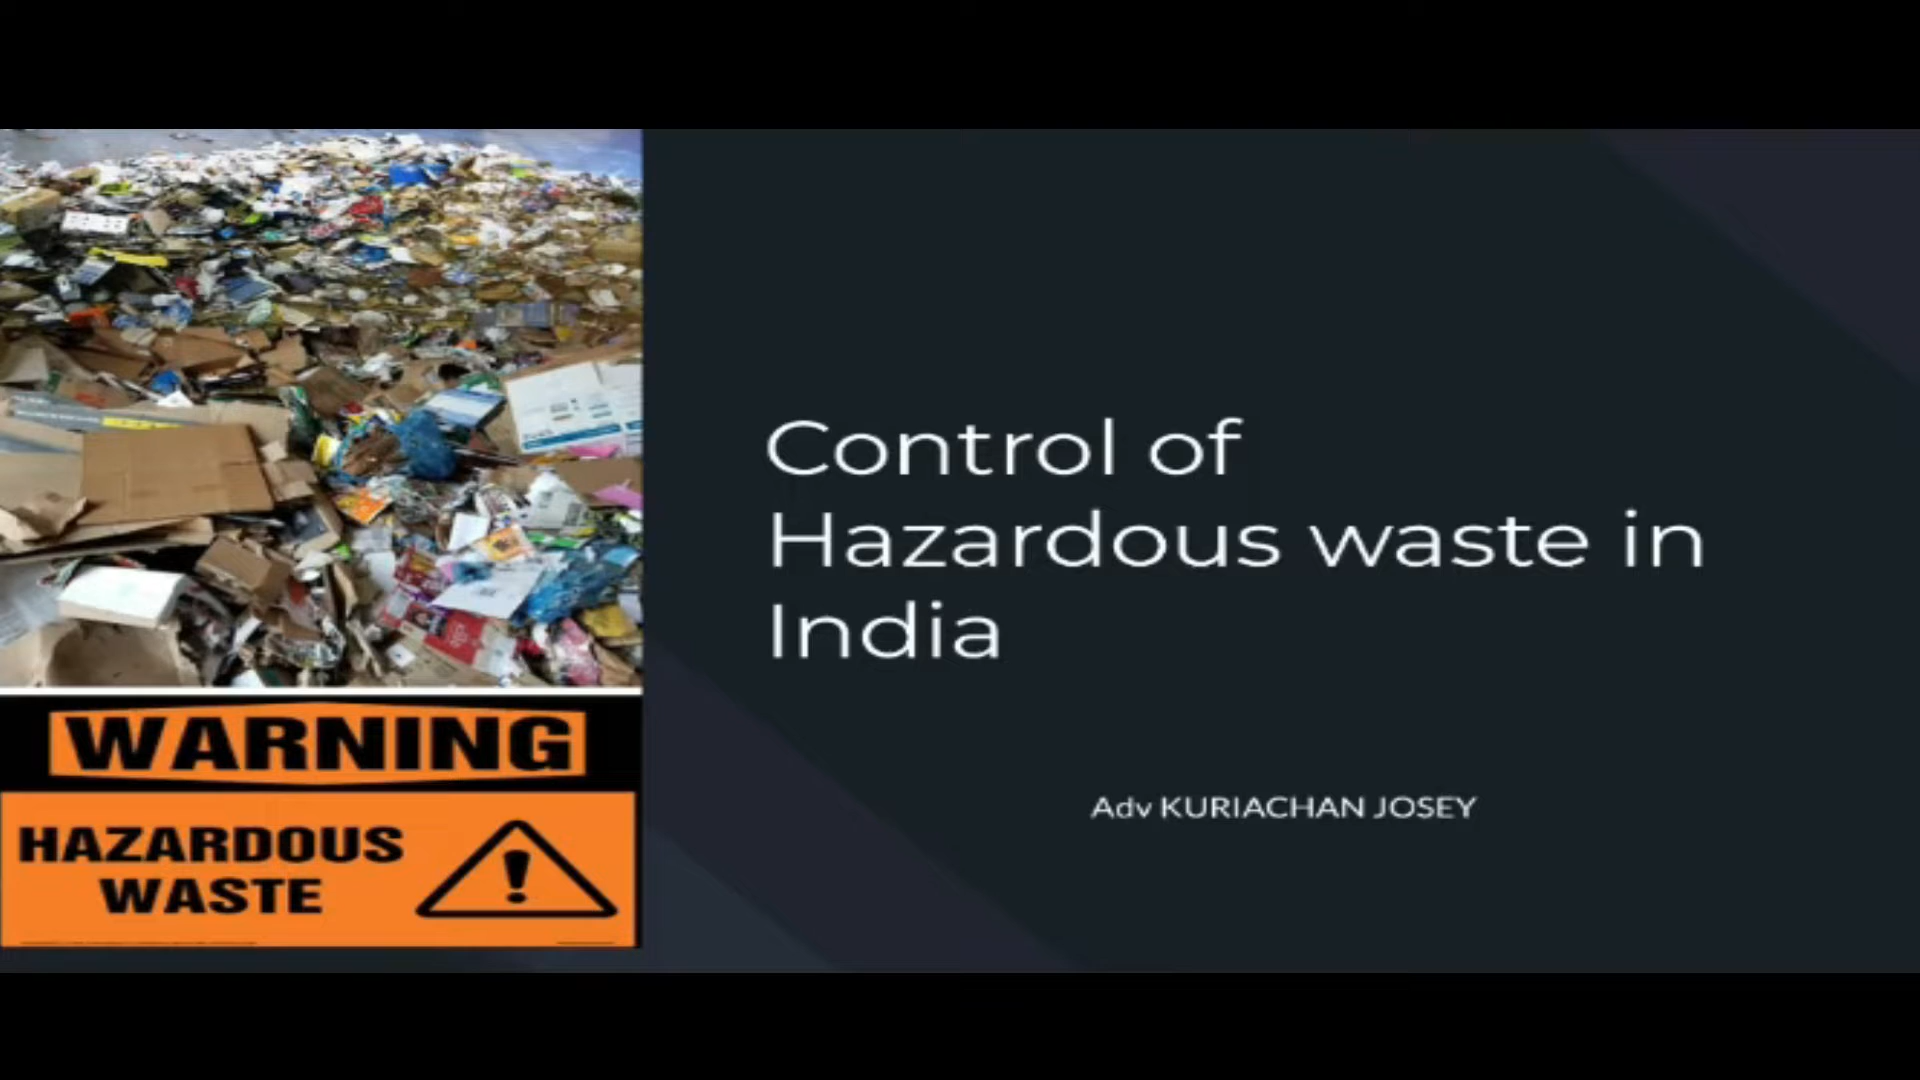 Control of
Hazardous waste in
India
Adv KURIACHAN JOSEY
WARNING
HAZARDOUS
WASTE